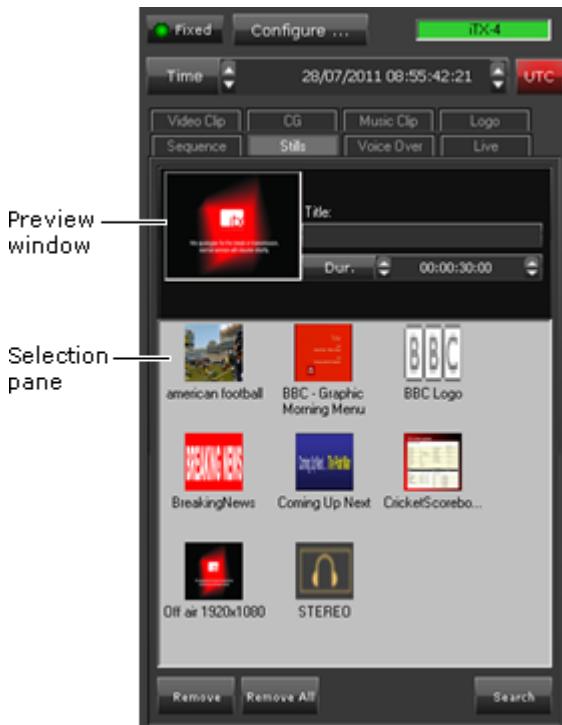 Fixed
Configure ...
iTX-4
Time
28/07/2011 08:55:42:21
UTC
Video Clip
CG
Music Clip
Logo
Sequence
Stills
Voice Over
Live
Preview
window
itx
Title:
Dur.
00:00:30:00
Selection
pane
BBC
american football
BBC - Graphic
Morning Menu
BBC Logo
BREAKING NEWS
BreakingNews
Coming Up Next
CricketScorebo...
Off air 1920x1080
STEREO
Remove
Remove All
Search